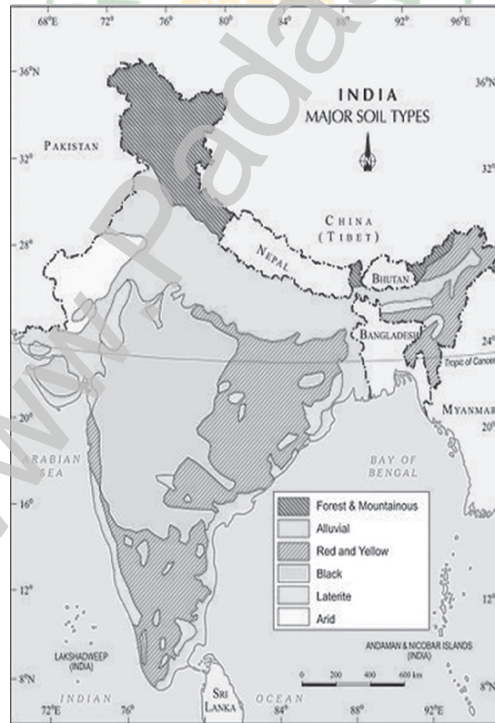 68°E
72°
76°
80°
84°
88°
92°
96°E
36°N
36°N
INDIA
MAJOR SOIL TYPES
N
PAKISTAN
32°
32°
CHINA
(TIBET)
28°
NEPAL
BHUTAN
24°
BANGLADESH
24°
Tropic of Cancer
MYANMAR
20°
20°
ARABIAN
SEA
BAY OF
BENGAL
16°
Forest & Mountainous
Alluvial
Red and Yellow
Black
Laterite
Arid
12°
12°
LAKSHADWEEP
(INDIA)
ANDAMAN & NICOBAR ISLANDS
(INDIA)
0 200 400 600 km
8°N
8°N
INDIAN
SRI
LANKA
OCEAN
72°E
76°
80°
84°
88°
92°E
www.Padas